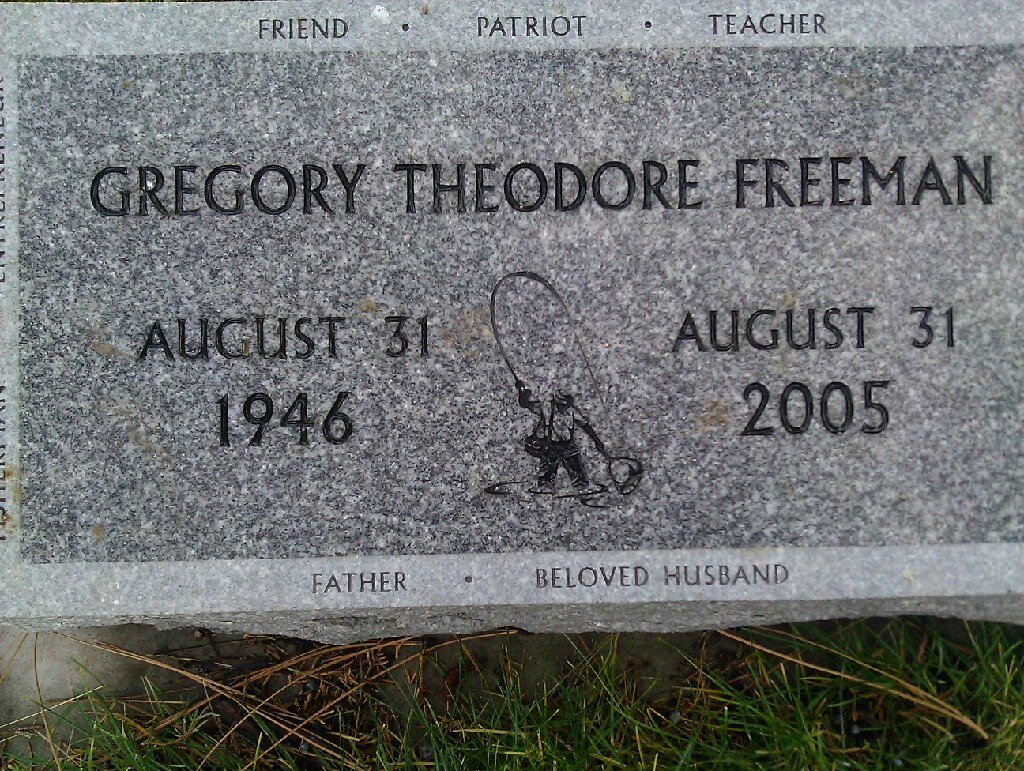 FRIEND • PATRIOT • TEACHER
GREGORY THEODORE FREEMAN
AUGUST 31
1946
AUGUST 31
2005
FATHER • BELOVED HUSBAND